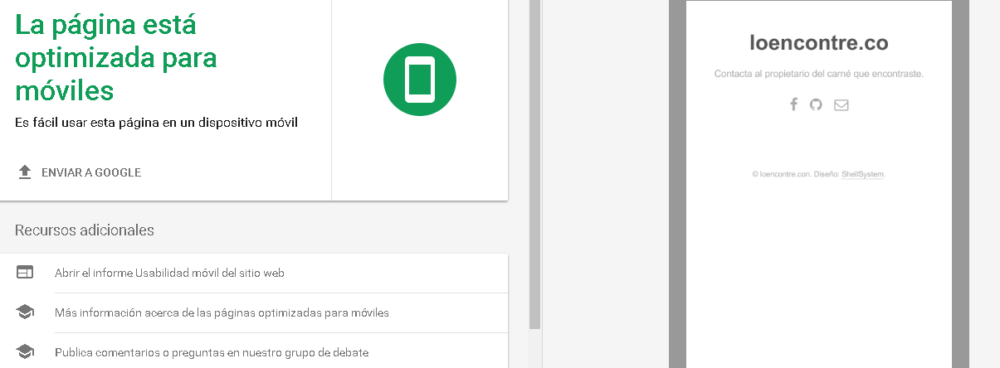 La página está
optimizada para
móviles
Es fácil usar esta página en un dispositivo móvil
ENVIAR A GOOGLE
Recursos adicionales
Abrir el informe Usabilidad móvil del sitio web
Más información acerca de las páginas optimizadas para móviles
Publica comentarios o preguntas en nuestro grupo de debate
loencontre.co
Contacta al propietario del carné que encontraste.
© loencontre.con. Diseño: ShellSystem.